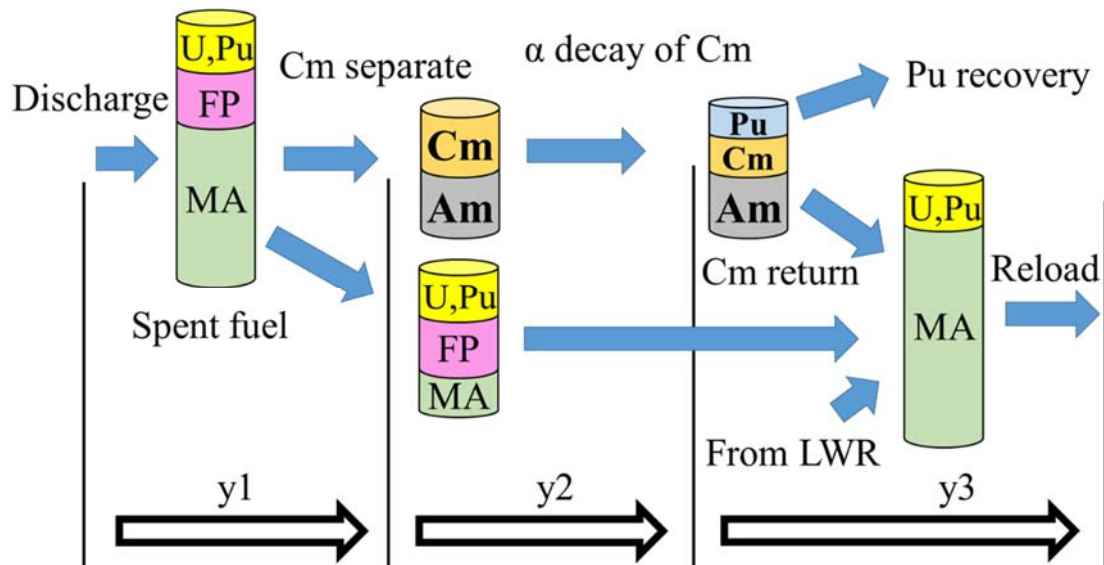 U,Pu
FP
MA
Discharge
Cm separate
α decay of Cm
Pu recovery
Cm
Am
Pu
Cm
Am
U,Pu
MA
Cm return
Reload
Spent fuel
U,Pu
FP
MA
From LWR
y1
y2
y3